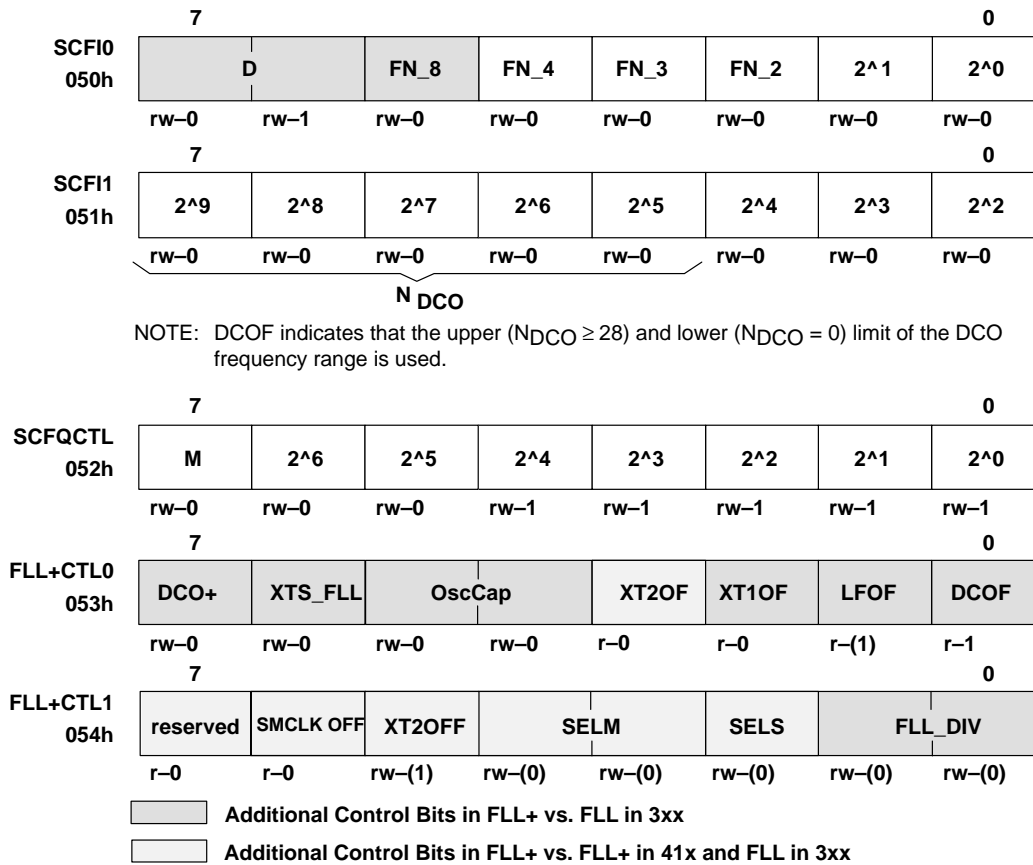 7 0
SCFI0
050h
D FN_8 FN_4 FN_3 FN_2 2^1 2^0
rw–0 rw–1 rw–0 rw–0 rw–0 rw–0 rw–0 rw–0
7 0
SCFI1
051h
2^9 2^8 2^7 2^6 2^5 2^4 2^3 2^2
rw–0 rw–0 rw–0 rw–0 rw–0 rw–0 rw–0 rw–0
N DCO
NOTE: DCOF indicates that the upper (NDCO ≥ 28) and lower (NDCO = 0) limit of the DCO
frequency range is used.
7 0
SCFQCTL
052h
M 2^6 2^5 2^4 2^3 2^2 2^1 2^0
rw–0 rw–0 rw–0 rw–1 rw–1 rw–1 rw–1 rw–1
7 0
FLL+CTL0
053h
DCO+ XTS_FLL OscCap XT2OF XT1OF LFOF DCOF
rw–0 rw–0 rw–0 rw–0 r–0 r–0 r–(1) r–1
7 0
FLL+CTL1
054h
reserved SMCLK OFF XT2OFF SELM SELS FLL_DIV
r–0 r–0 rw–(1) rw–(0) rw–(0) rw–(0) rw–(0) rw–(0)
Additional Control Bits in FLL+ vs. FLL in 3xx
Additional Control Bits in FLL+ vs. FLL+ in 41x and FLL in 3xx